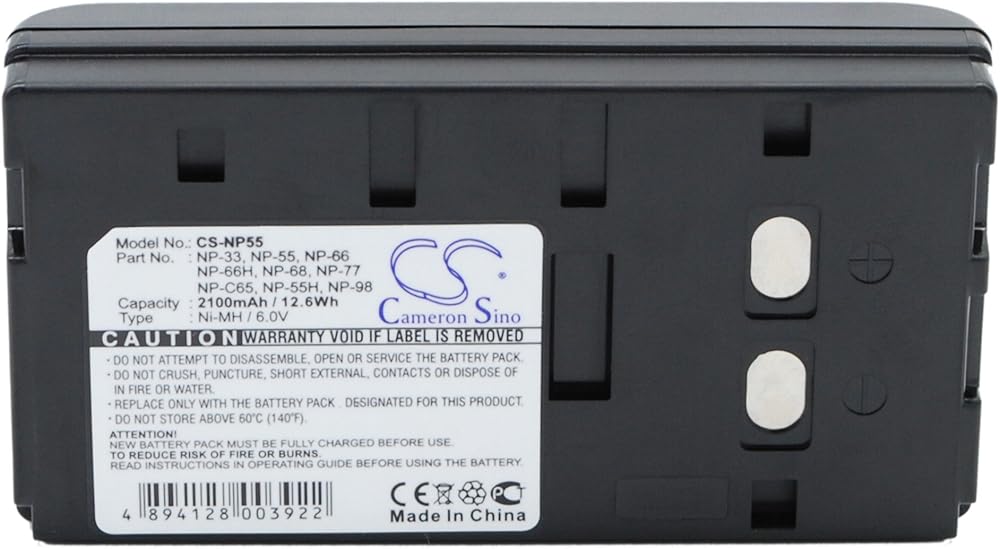 Model No.: CS-NP55
Part No. : NP-33, NP-55, NP-66
NP-66H, NP-68, NP-77
NP-C65, NP-55H, NP-98
Capacity : 2100mAh / 12.6Wh
Type : Ni-MH / 6.0V
CS
Cameron Sino
CAUTION WARRANTY VOID IF LABEL IS REMOVED
• DO NOT ATTEMPT TO DISASSEMBLE, OPEN OR SERVICE THE BATTERY PACK.
• DO NOT CRUSH, PUNCTURE, SHORT EXTERNAL, CONTACTS OR DISPOSE OF
IN FIRE OR WATER.
• REPLACE ONLY WITH THE BATTERY PACK . DESIGNATED FOR THIS PRODUCT.
• DO NOT STORE ABOVE 60°C (140°F).
ATTENTION!
NEW BATTERY PACK MUST BE FULLY CHARGED BEFORE USE.
TO REDUCE RISK OF FIRE OR BURNS.
READ INSTRUCTIONS IN OPERATING GUIDE BEFORE USE.
4 894128 003922
CE PCT
Made In China
+
−